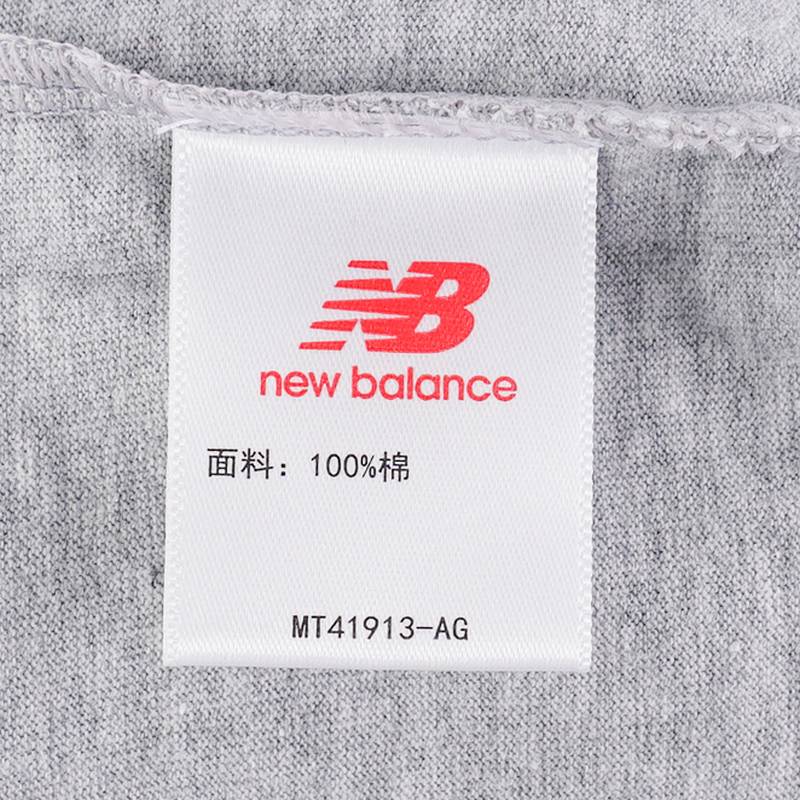 NB
new balance
面料：100%棉
MT41913-AG